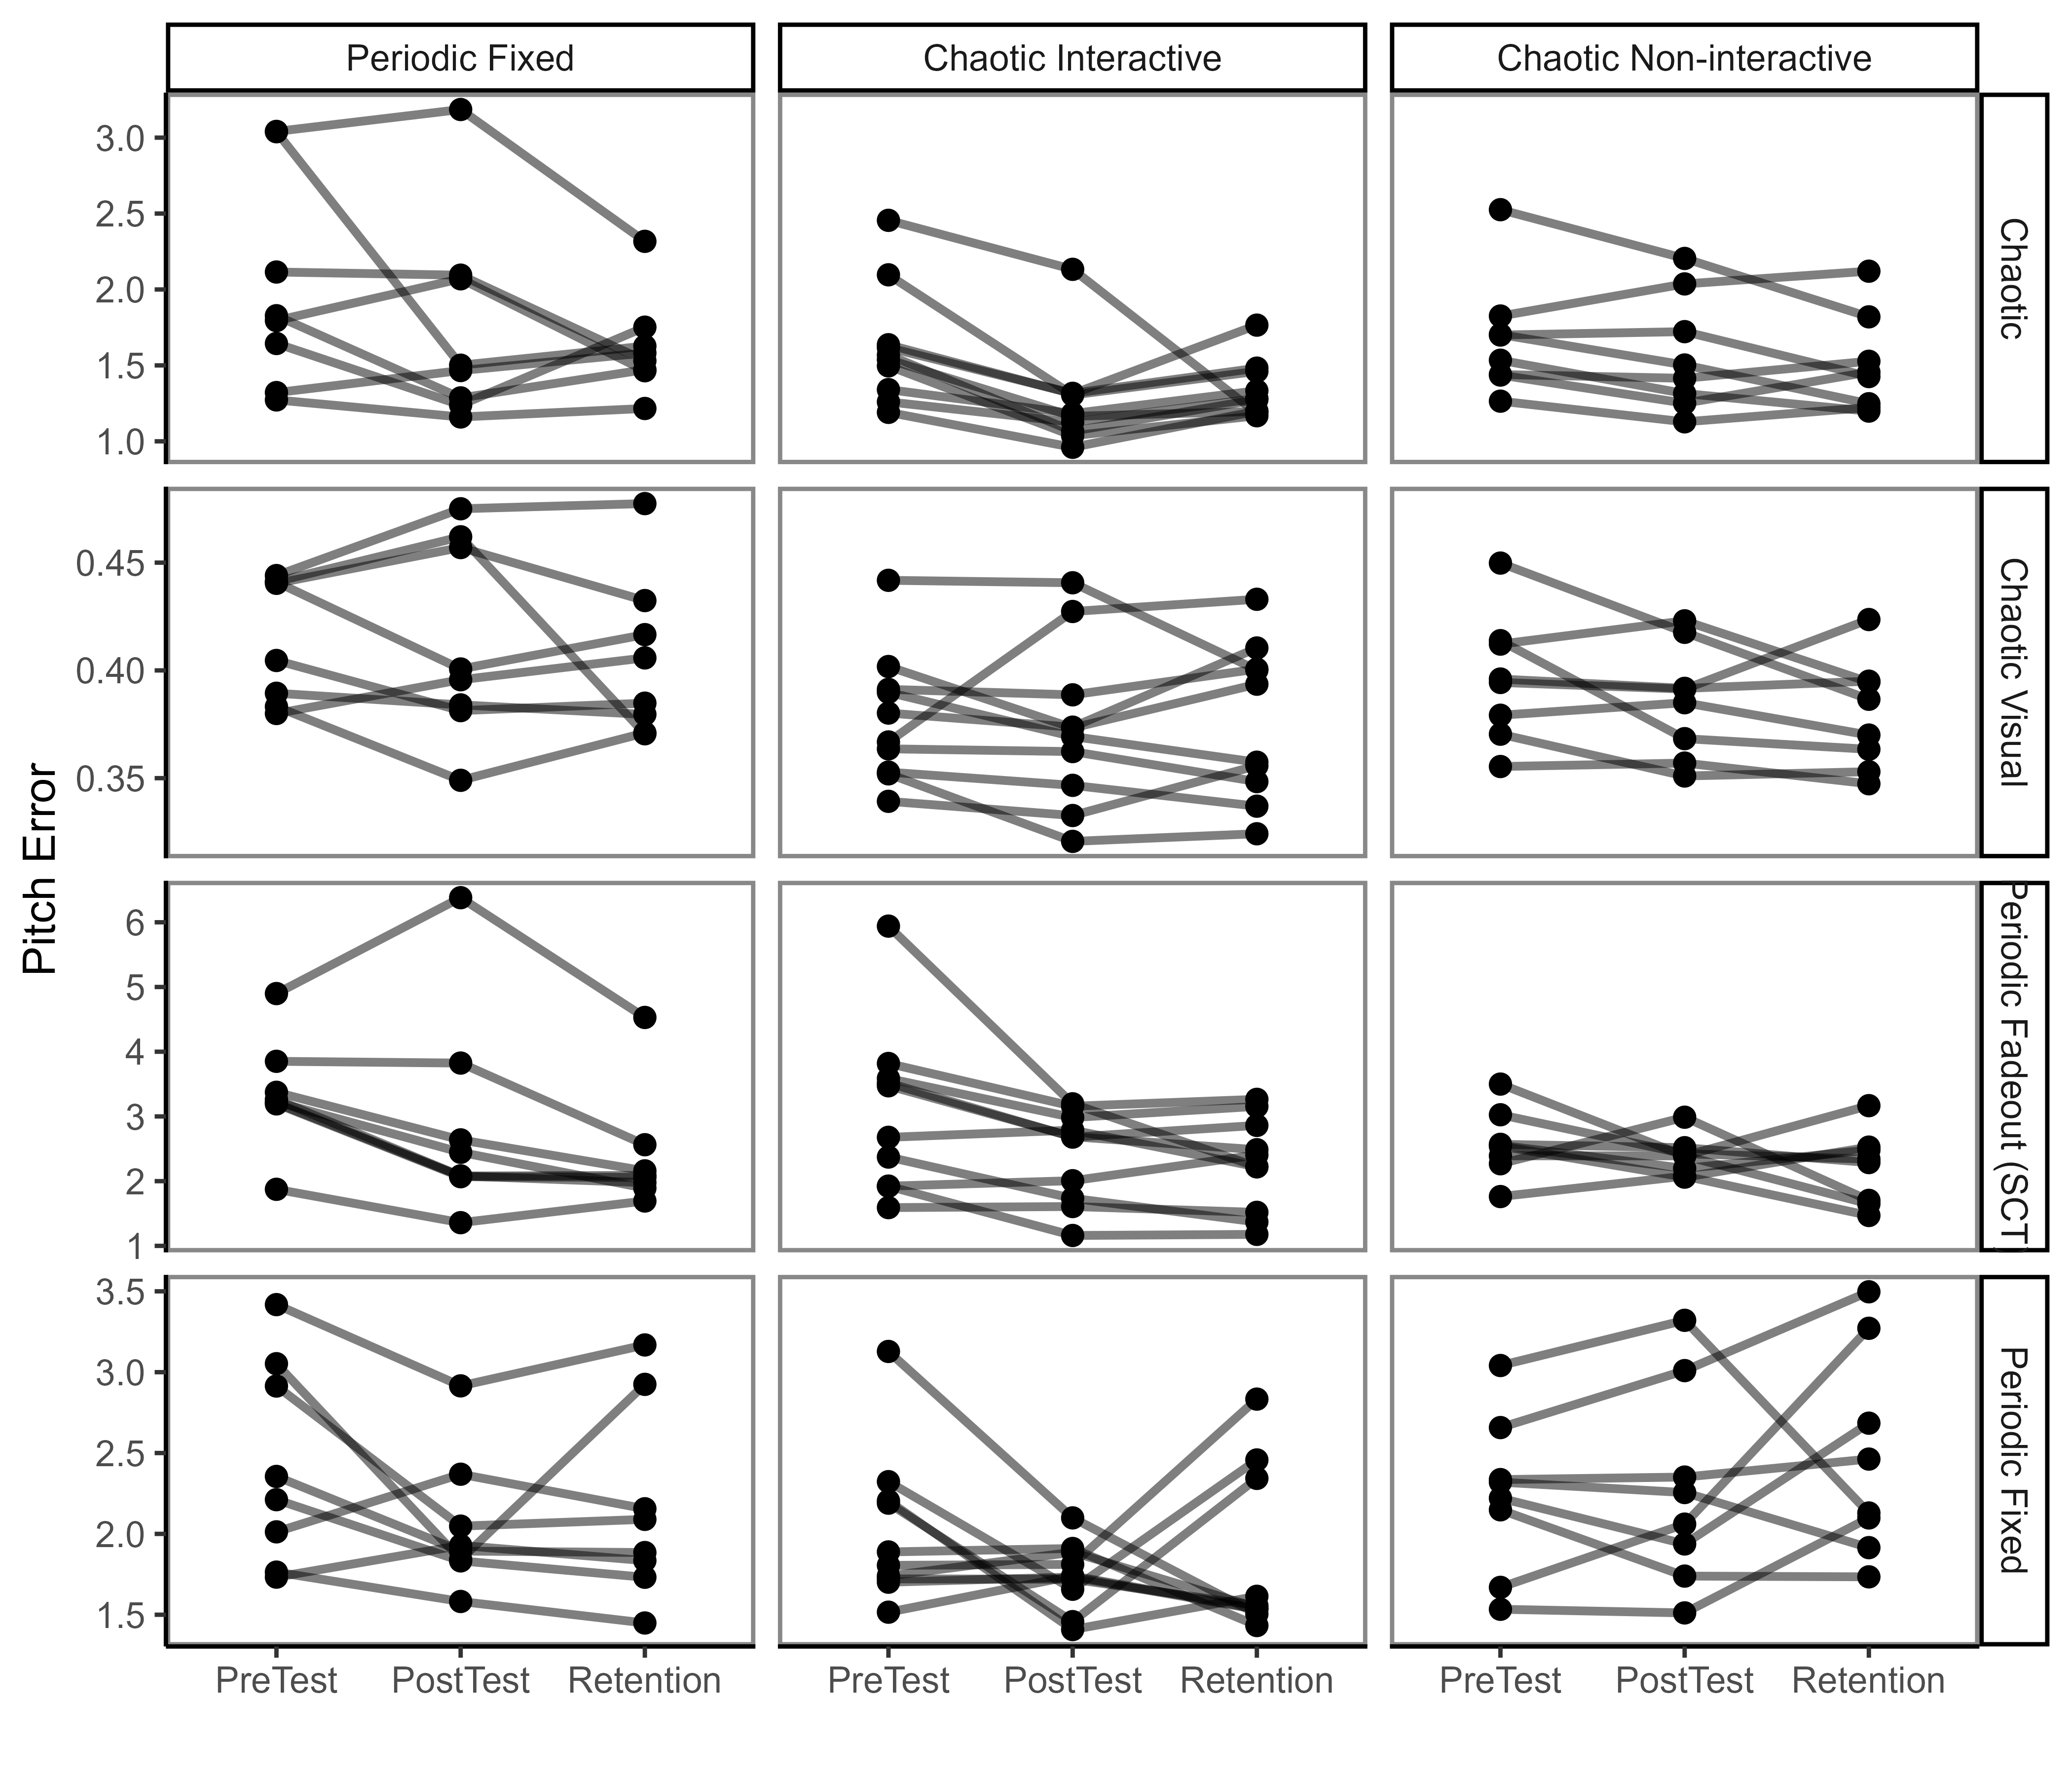 Periodic Fixed
Chaotic Interactive
Chaotic Non-interactive
Pitch Error
3.0
2.5
2.0
1.5
1.0
Chaotic
0.45
0.40
0.35
Chaotic Visual
6
5
4
3
2
1
Periodic Fadeout (SCT
3.5
3.0
2.5
2.0
1.5
Periodic Fixed
PreTest PostTest Retention
PreTest PostTest Retention
PreTest PostTest Retention